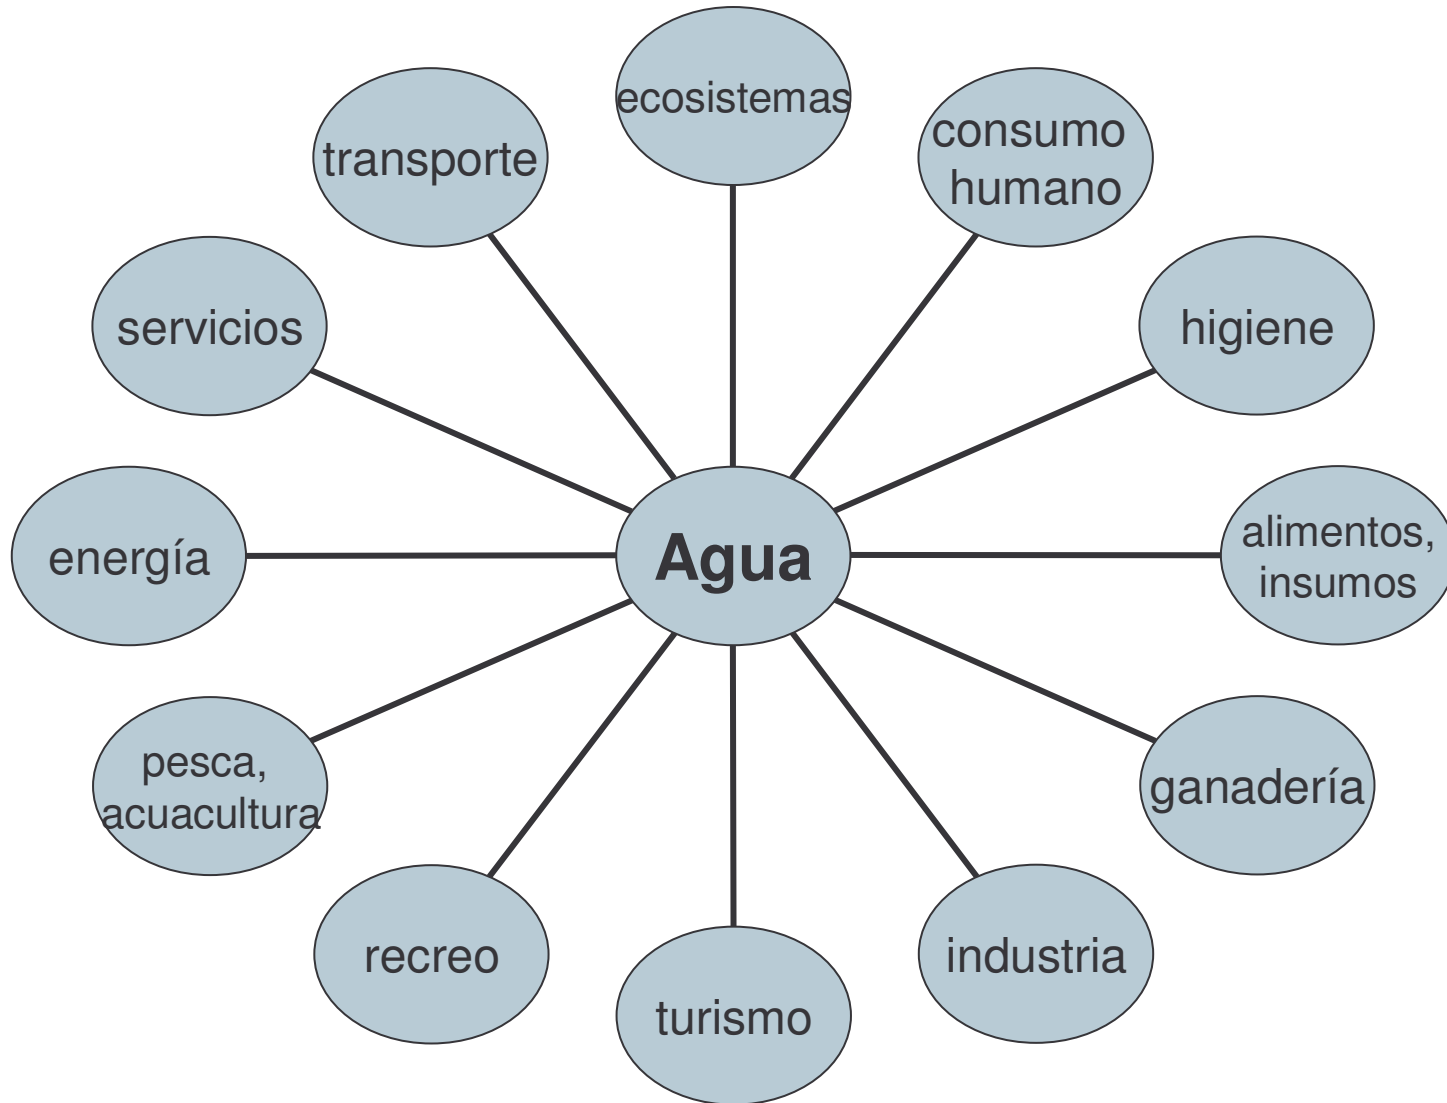 ecosistemas
consumo
humano
higiene
alimentos,
insumos
ganadería
industria
turismo
recreo
pesca,
acuacultura
energía
servicios
transporte
Agua